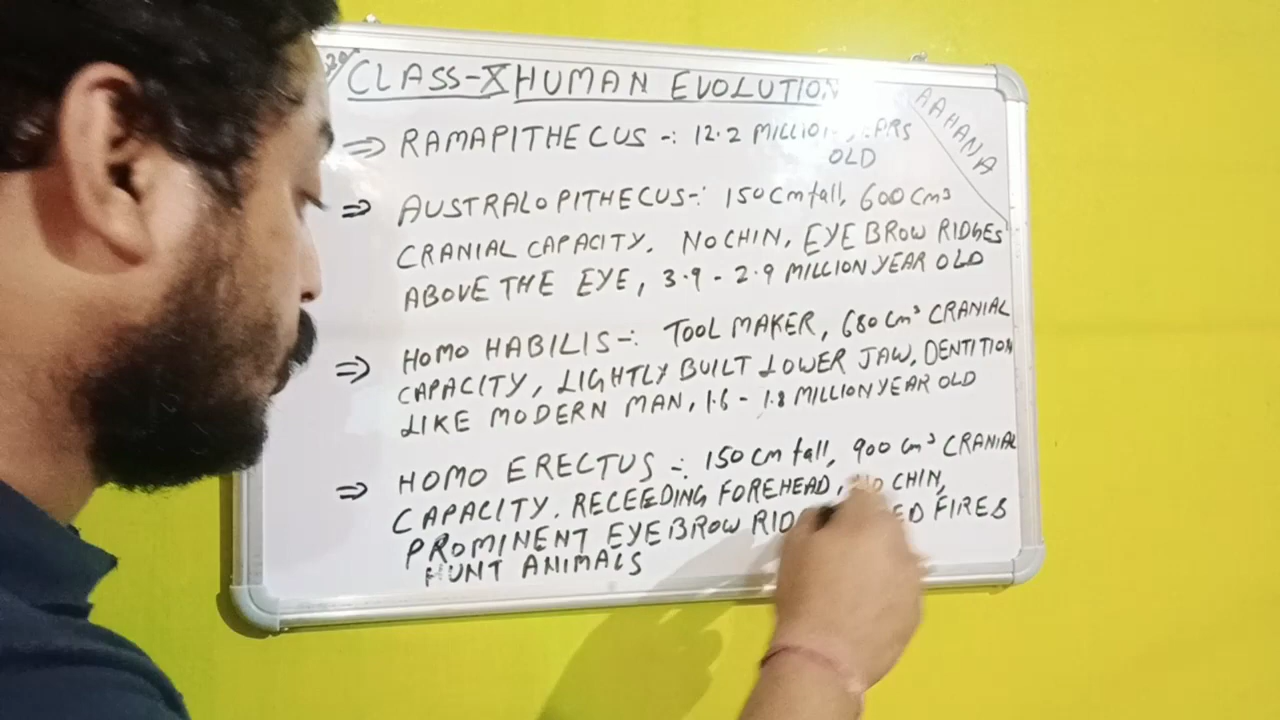 CLASS-X HUMAN EVOLUTION
AAHANA
⇒ RAMAPITHECUS -: 12.2 MILLION YEARS
OLD
⇒ AUSTRALOPITHECUS-: 150 cm tall, 600 cm³
CRANIAL CAPACITY. NO CHIN, EYE BROW RIDGES
ABOVE THE EYE, 3.9 - 2.9 MILLION YEAR OLD
⇒ HOMO HABILIS -: TOOL MAKER, 680 cm³ CRANIAL
CAPACITY, LIGHTLY BUILT LOWER JAW, DENTITION
LIKE MODERN MAN, 1.6 - 1.8 MILLION YEAR OLD
⇒ HOMO ERECTUS -: 150 cm tall, 900 cm³ CRANIAL
CAPACITY. RECEEDING FOREHEAD, NO CHIN,
PROMINENT EYEBROW FIRES
HUNT ANIMALS